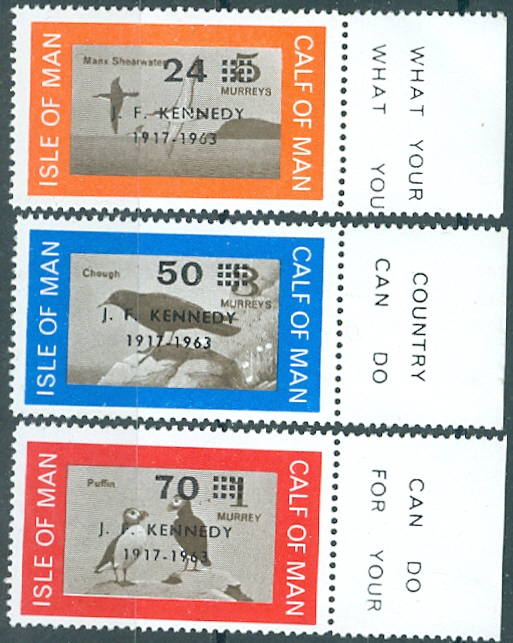 ISLE OF MAN
Manx Shearwater 24 5
MURREYS
J. F. KENNEDY
1917-1963
CALF OF MAN
WHAT YOUR
WHAT YOU
ISLE OF MAN
Chough 50 3
MURREYS
J. F. KENNEDY
1917-1963
CALF OF MAN
COUNTRY
CAN DO
ISLE OF MAN
Puffin 70 1
MURREY
J. F. KENNEDY
1917-1963
CALF OF MAN
CAN DO
FOR YOUR